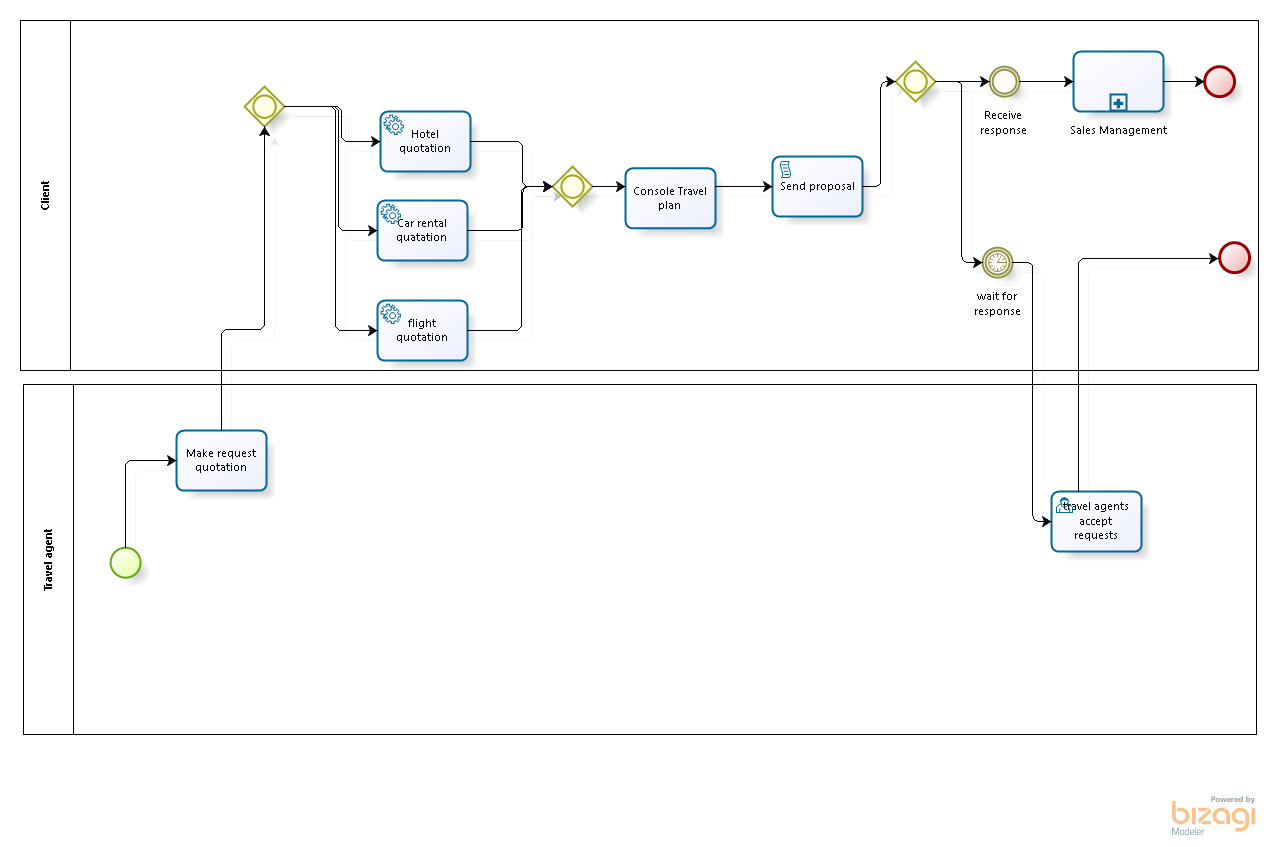 Client
Hotel
quotation
Car rental
quatation
flight
quotation
Console Travel
plan
Send proposal
Receive
response
Sales Management
wait for
response
Travel agent
Make request
quotation
travel agents
accept
requests
Powered by
bizagi
Modeler